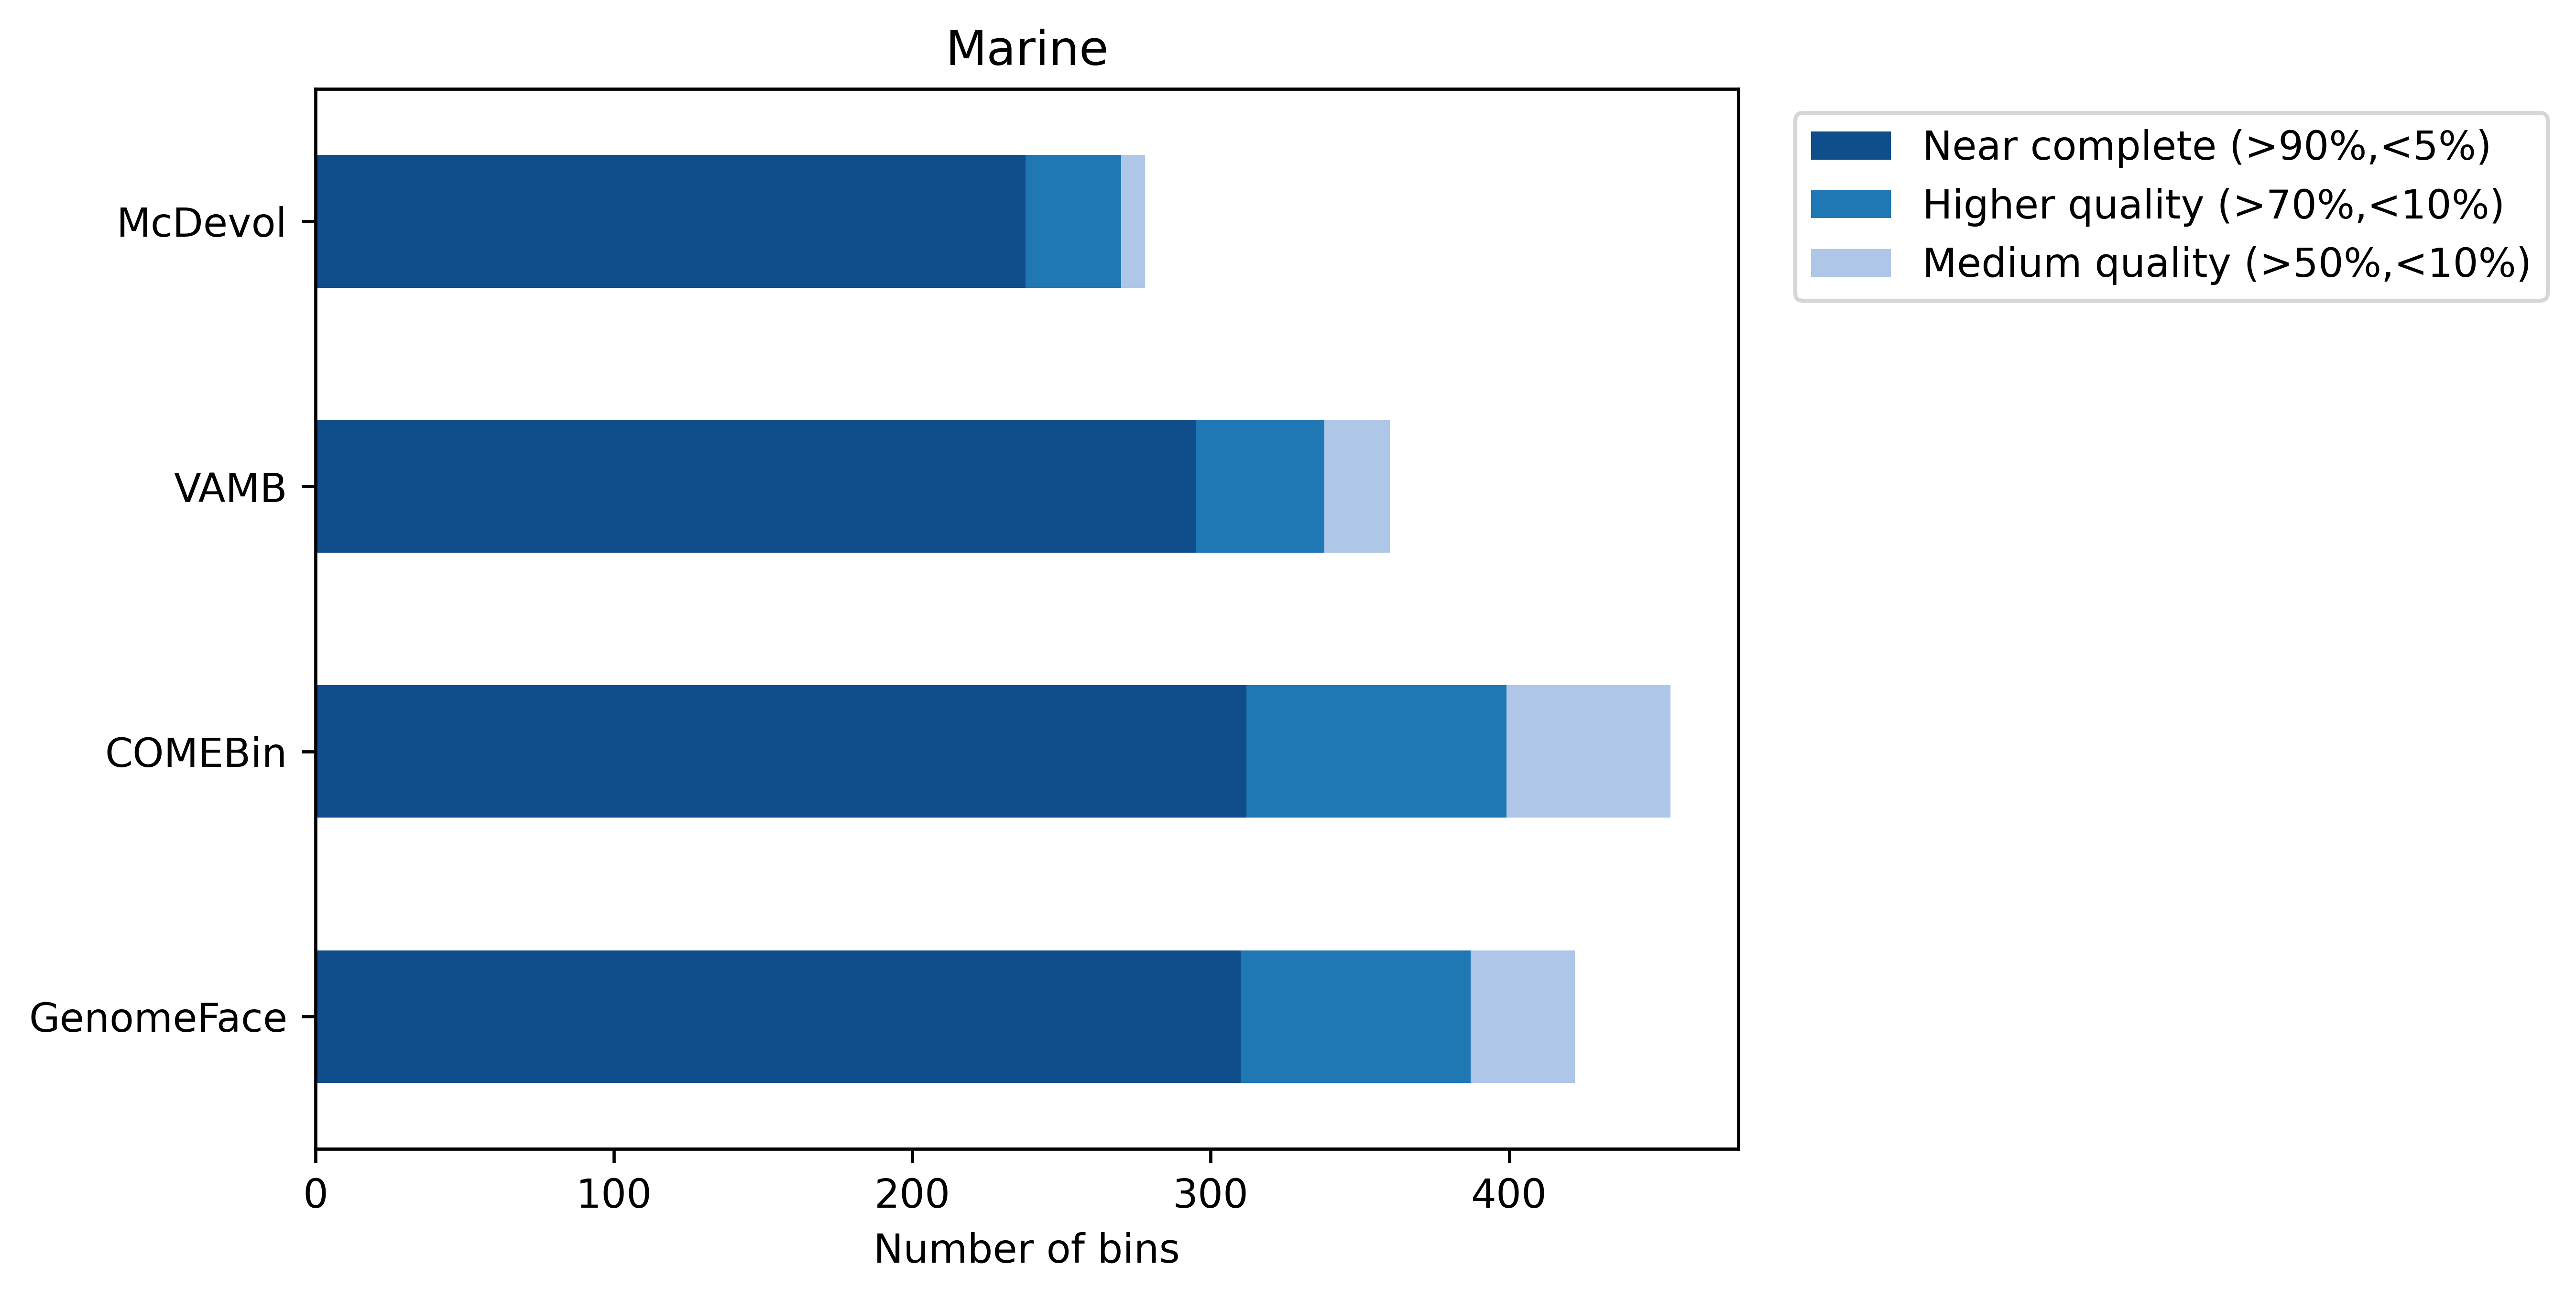 Marine
Near complete (>90%,<5%)
Higher quality (>70%,<10%)
Medium quality (>50%,<10%)
McDevol
VAMB
COMEBin
GenomeFace
0 100 200 300 400
Number of bins